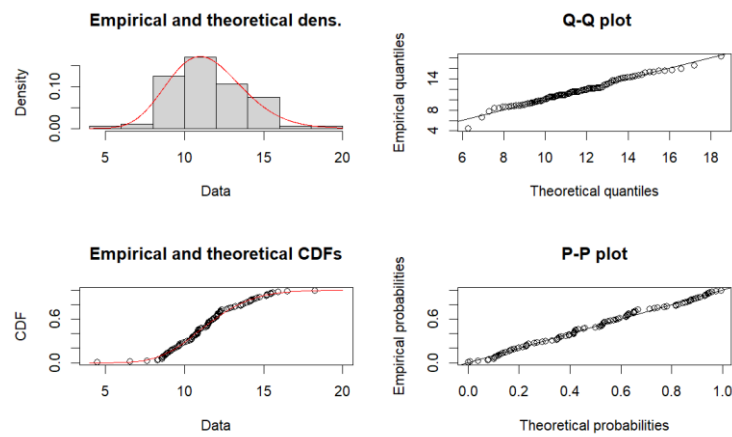 Empirical and theoretical dens.
Density
0.00
0.10
5
10
15
20
Data
Q-Q plot
Empirical quantiles
4
8
14
6
8
10
12
14
16
18
Theoretical quantiles
Empirical and theoretical CDFs
CDF
0.0
0.6
5
10
15
20
Data
P-P plot
Empirical probabilities
0.0
0.6
0.0
0.2
0.4
0.6
0.8
1.0
Theoretical probabilities